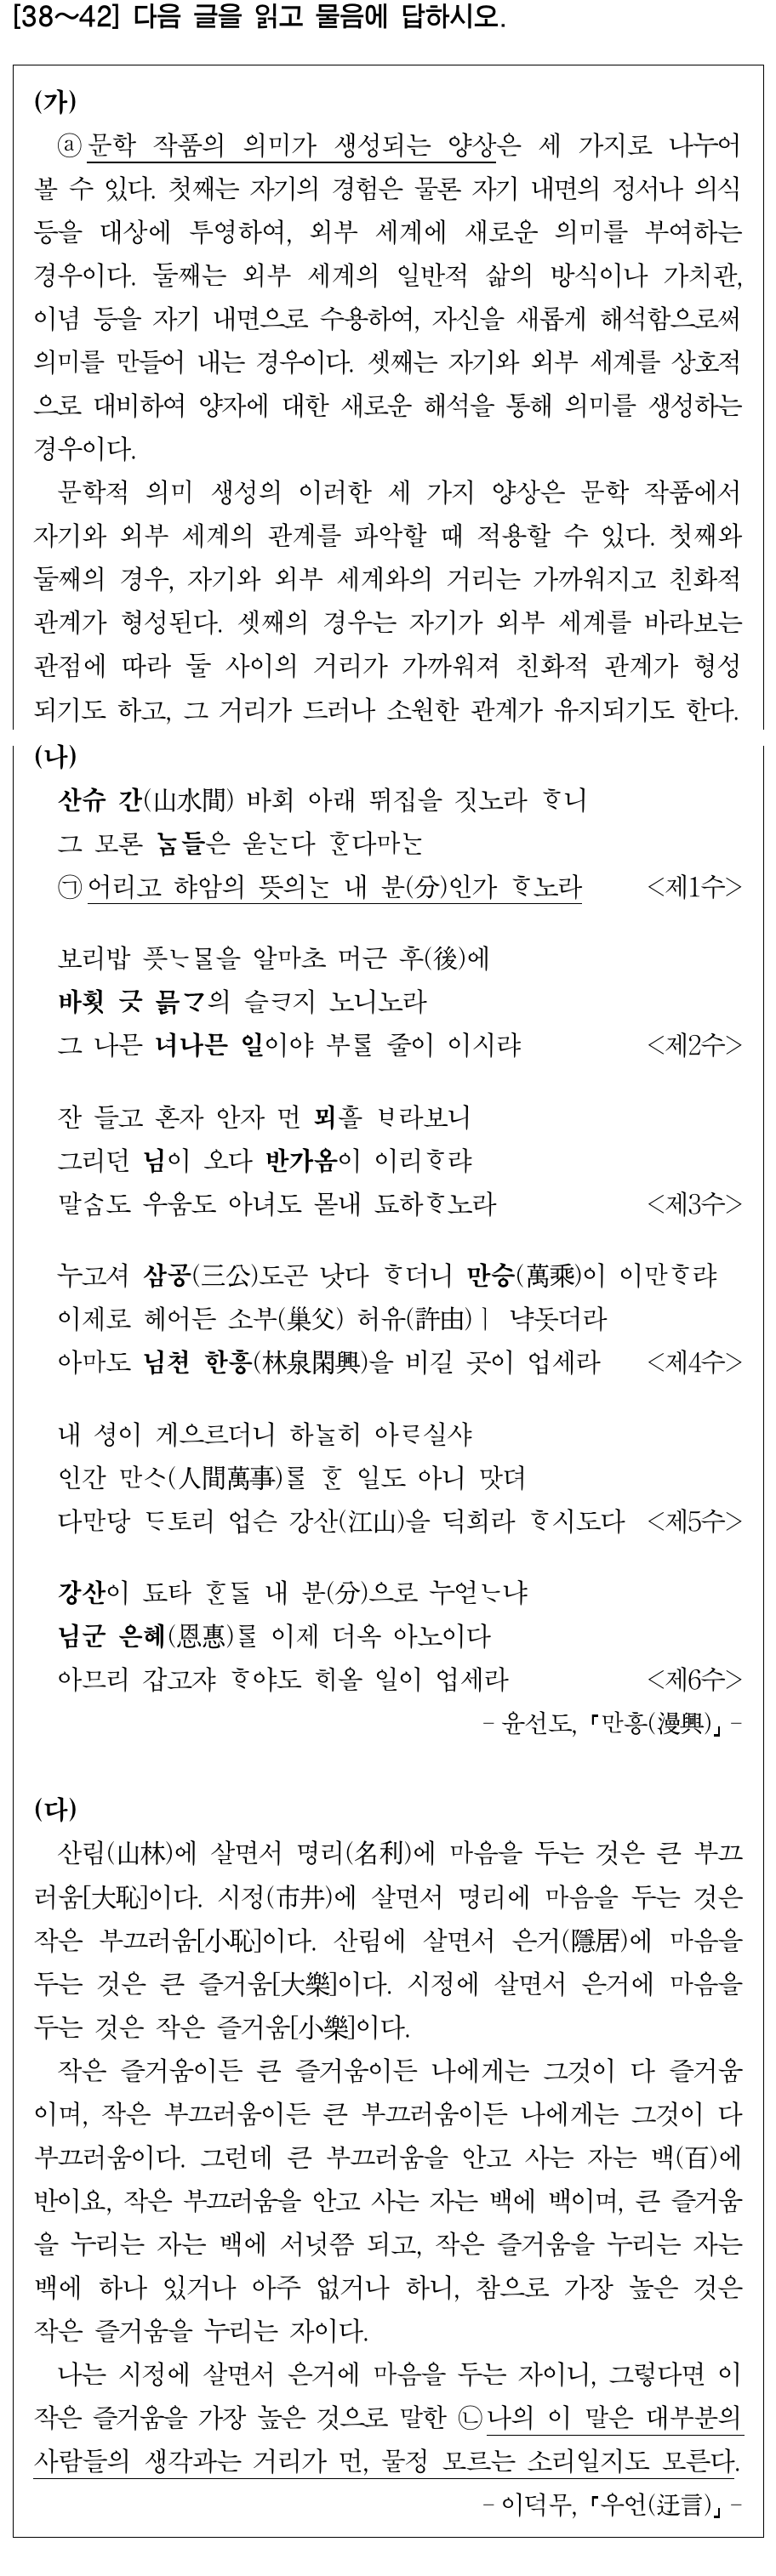 [38~42] 다음 글을 읽고 물음에 답하시오.
(가)
ⓐ문학 작품의 의미가 생성되는 양상은 세 가지로 나누어
볼 수 있다. 첫째는 자기의 경험은 물론 자기 내면의 정서나 의식
등을 대상에 투영하여, 외부 세계에 새로운 의미를 부여하는
경우이다. 둘째는 외부 세계의 일반적 삶의 방식이나 가치관,
이념 등을 자기 내면으로 수용하여, 자신을 새롭게 해석함으로써
의미를 만들어 내는 경우이다. 셋째는 자기와 외부 세계를 상호적
으로 대비하여 양자에 대한 새로운 해석을 통해 의미를 생성하는
경우이다.
문학적 의미 생성의 이러한 세 가지 양상은 문학 작품에서
자기와 외부 세계의 관계를 파악할 때 적용할 수 있다. 첫째와
둘째의 경우, 자기와 외부 세계와의 거리는 가까워지고 친화적
관계가 형성된다. 셋째의 경우는 자기가 외부 세계를 바라보는
관점에 따라 둘 사이의 거리가 가까워져 친화적 관계가 형성
되기도 하고, 그 거리가 드러나 소원한 관계가 유지되기도 한다.
(나)
산슈 간(山水間) 바회 아래 뛰집을 짓노라 ᄒᆞ니
그 모론 ᄂᆞᆷ들은 욷ᄂᆞᆫ다 ᄒᆞᆫ다마ᄂᆞᆫ
㉠어리고 햐암의 뜻의ᄂᆞᆫ 내 분(分)인가 ᄒᆞ노라 <제1수>
보리밥 픗ᄂᆞ물을 알마초 머근 후(後)에
바횟 긋 믉ᄀᆞ의 슬ᄏᆞ지 노니노라
그 나믄 녀나믄 일이야 부ᄅᆞᆯ 줄이 이시랴 <제2수>
잔 들고 혼자 안자 먼 뫼흘 ᄇᆞ라보니
그리던 님이 오다 반가옴이 이리ᄒᆞ랴
말ᄉᆞᆷ도 우움도 아녀도 몯내 됴하ᄒᆞ노라 <제3수>
누고셔 삼공(三公)도곤 낫다 ᄒᆞ더니 만승(萬乘)이 이만ᄒᆞ랴
이제로 헤어든 소부(巢父) 허유(許由)ㅣ 냑돗더라
아마도 님쳔 한흥(林泉閑興)을 비길 곳이 업세라 <제4수>
내 셩이 게으르더니 하ᄂᆞᆯ히 아ᄅᆞ실샤
인간 만ᄉᆞ(人間萬事)ᄅᆞᆯ ᄒᆞᆫ 일도 아니 맛뎌
다만당 ᄃᆞ토리 업슨 강산(江山)을 딕희라 ᄒᆞ시도다 <제5수>
강산이 됴타 ᄒᆞᆫᄃᆞᆯ 내 분(分)으로 누얻ᄂᆞ냐
님군 은혜(恩惠)ᄅᆞᆯ 이제 더옥 아노이다
아므리 갑고쟈 ᄒᆞ야도 ᄒᆡ올 일이 업세라 <제6수>
- 윤선도, 「만흥(漫興)」 -
(다)
산림(山林)에 살면서 명리(名利)에 마음을 두는 것은 큰 부끄
러움[大恥]이다. 시정(市井)에 살면서 명리에 마음을 두는 것은
작은 부끄러움[小恥]이다. 산림에 살면서 은거(隱居)에 마음을
두는 것은 큰 즐거움[大樂]이다. 시정에 살면서 은거에 마음을
두는 것은 작은 즐거움[小樂]이다.
작은 즐거움이든 큰 즐거움이든 나에게는 그것이 다 즐거움
이며, 작은 부끄러움이든 큰 부끄러움이든 나에게는 그것이 다
부끄러움이다. 그런데 큰 부끄러움을 안고 사는 자는 백(百)에
반이요, 작은 부끄러움을 안고 사는 자는 백에 백이며, 큰 즐거움
을 누리는 자는 백에 서넛쯤 되고, 작은 즐거움을 누리는 자는
백에 하나 있거나 아주 없거나 하니, 참으로 가장 높은 것은
작은 즐거움을 누리는 자이다.
나는 시정에 살면서 은거에 마음을 두는 자이니, 그렇다면 이
작은 즐거움을 가장 높은 것으로 말한 ㉡나의 이 말은 대부분의
사람들의 생각과는 거리가 먼, 물정 모르는 소리일지도 모른다.
- 이덕무, 「우언(迂言)」 -